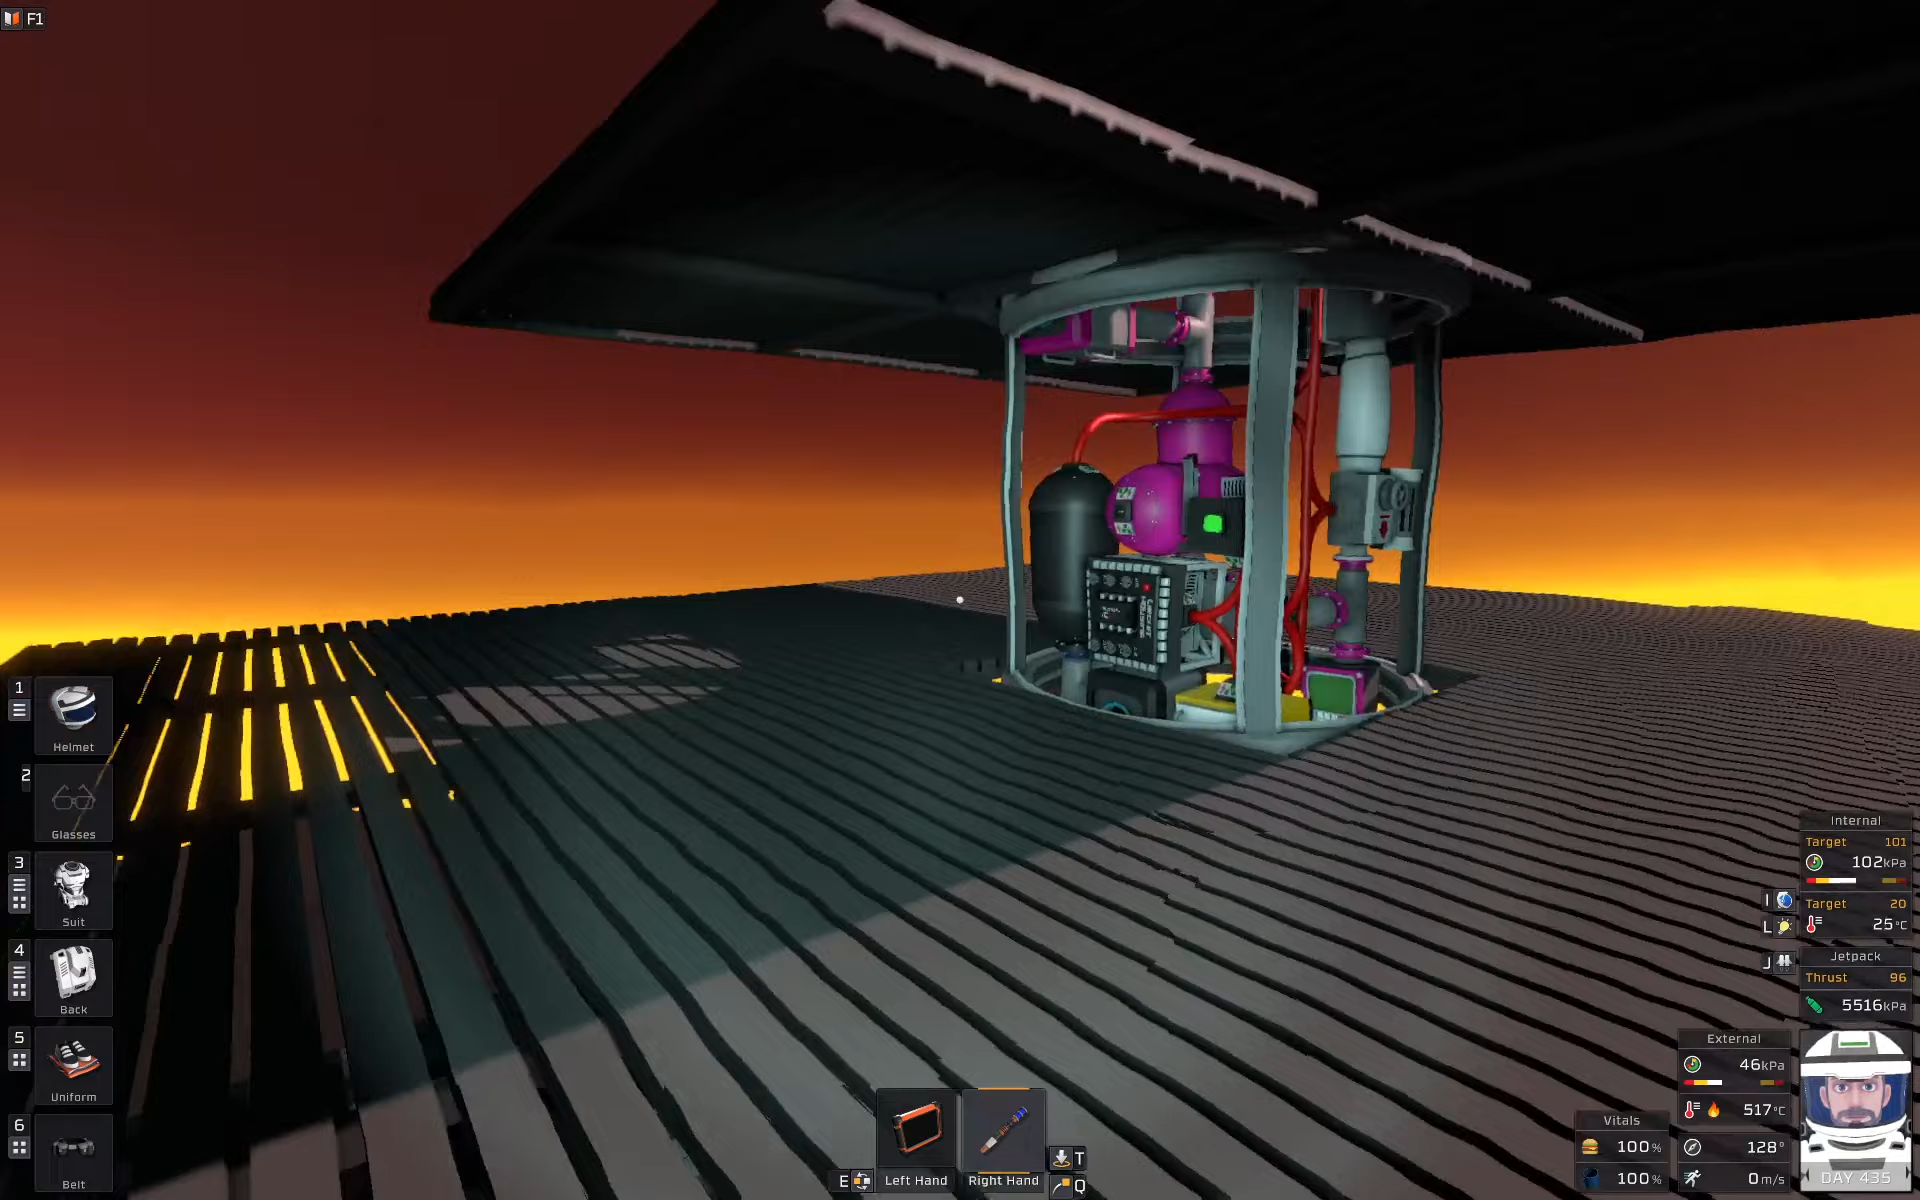 F1
1
Helmet
2
Glasses
3
Suit
4
Back
5
Uniform
6
Belt
E
Left Hand
Right Hand
T
Q
Internal
Target 101
102kPa
I
Target 20
L
25°C
J
Jetpack
Thrust 96
5516kPa
External
46kPa
517°C
128°
0m/s
Vitals
100%
100%
DAY 435